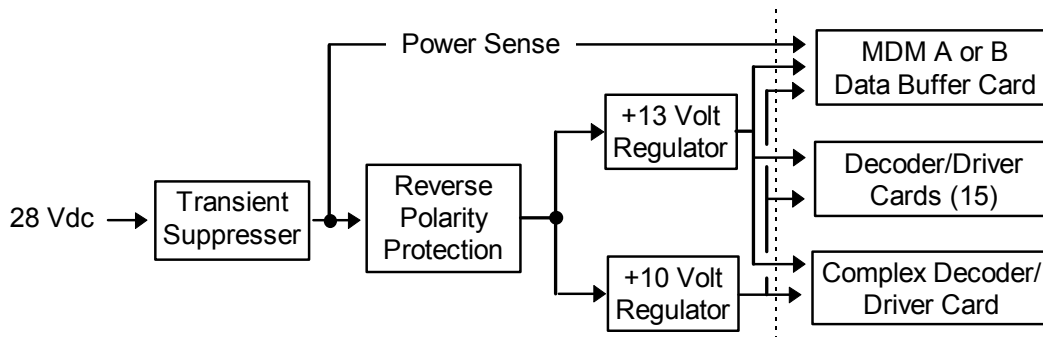 Power Sense
MDM A or B
Data Buffer Card
+13 Volt
Regulator
28 Vdc
Transient
Suppresser
Reverse
Polarity
Protection
Decoder/Driver
Cards (15)
+10 Volt
Regulator
Complex Decoder/
Driver Card